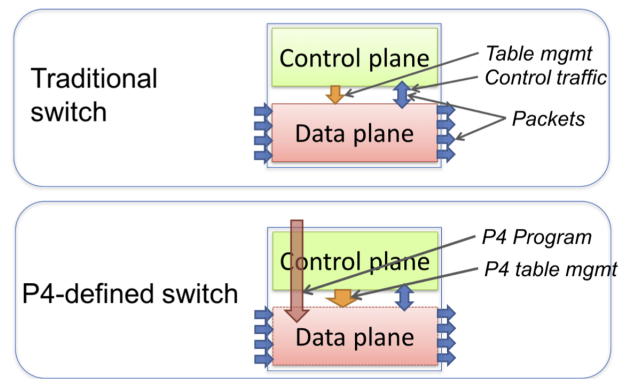 Traditional
switch
Control plane
Data plane
Table mgmt
Control traffic
Packets
P4-defined switch
Control plane
Data plane
P4 Program
P4 table mgmt